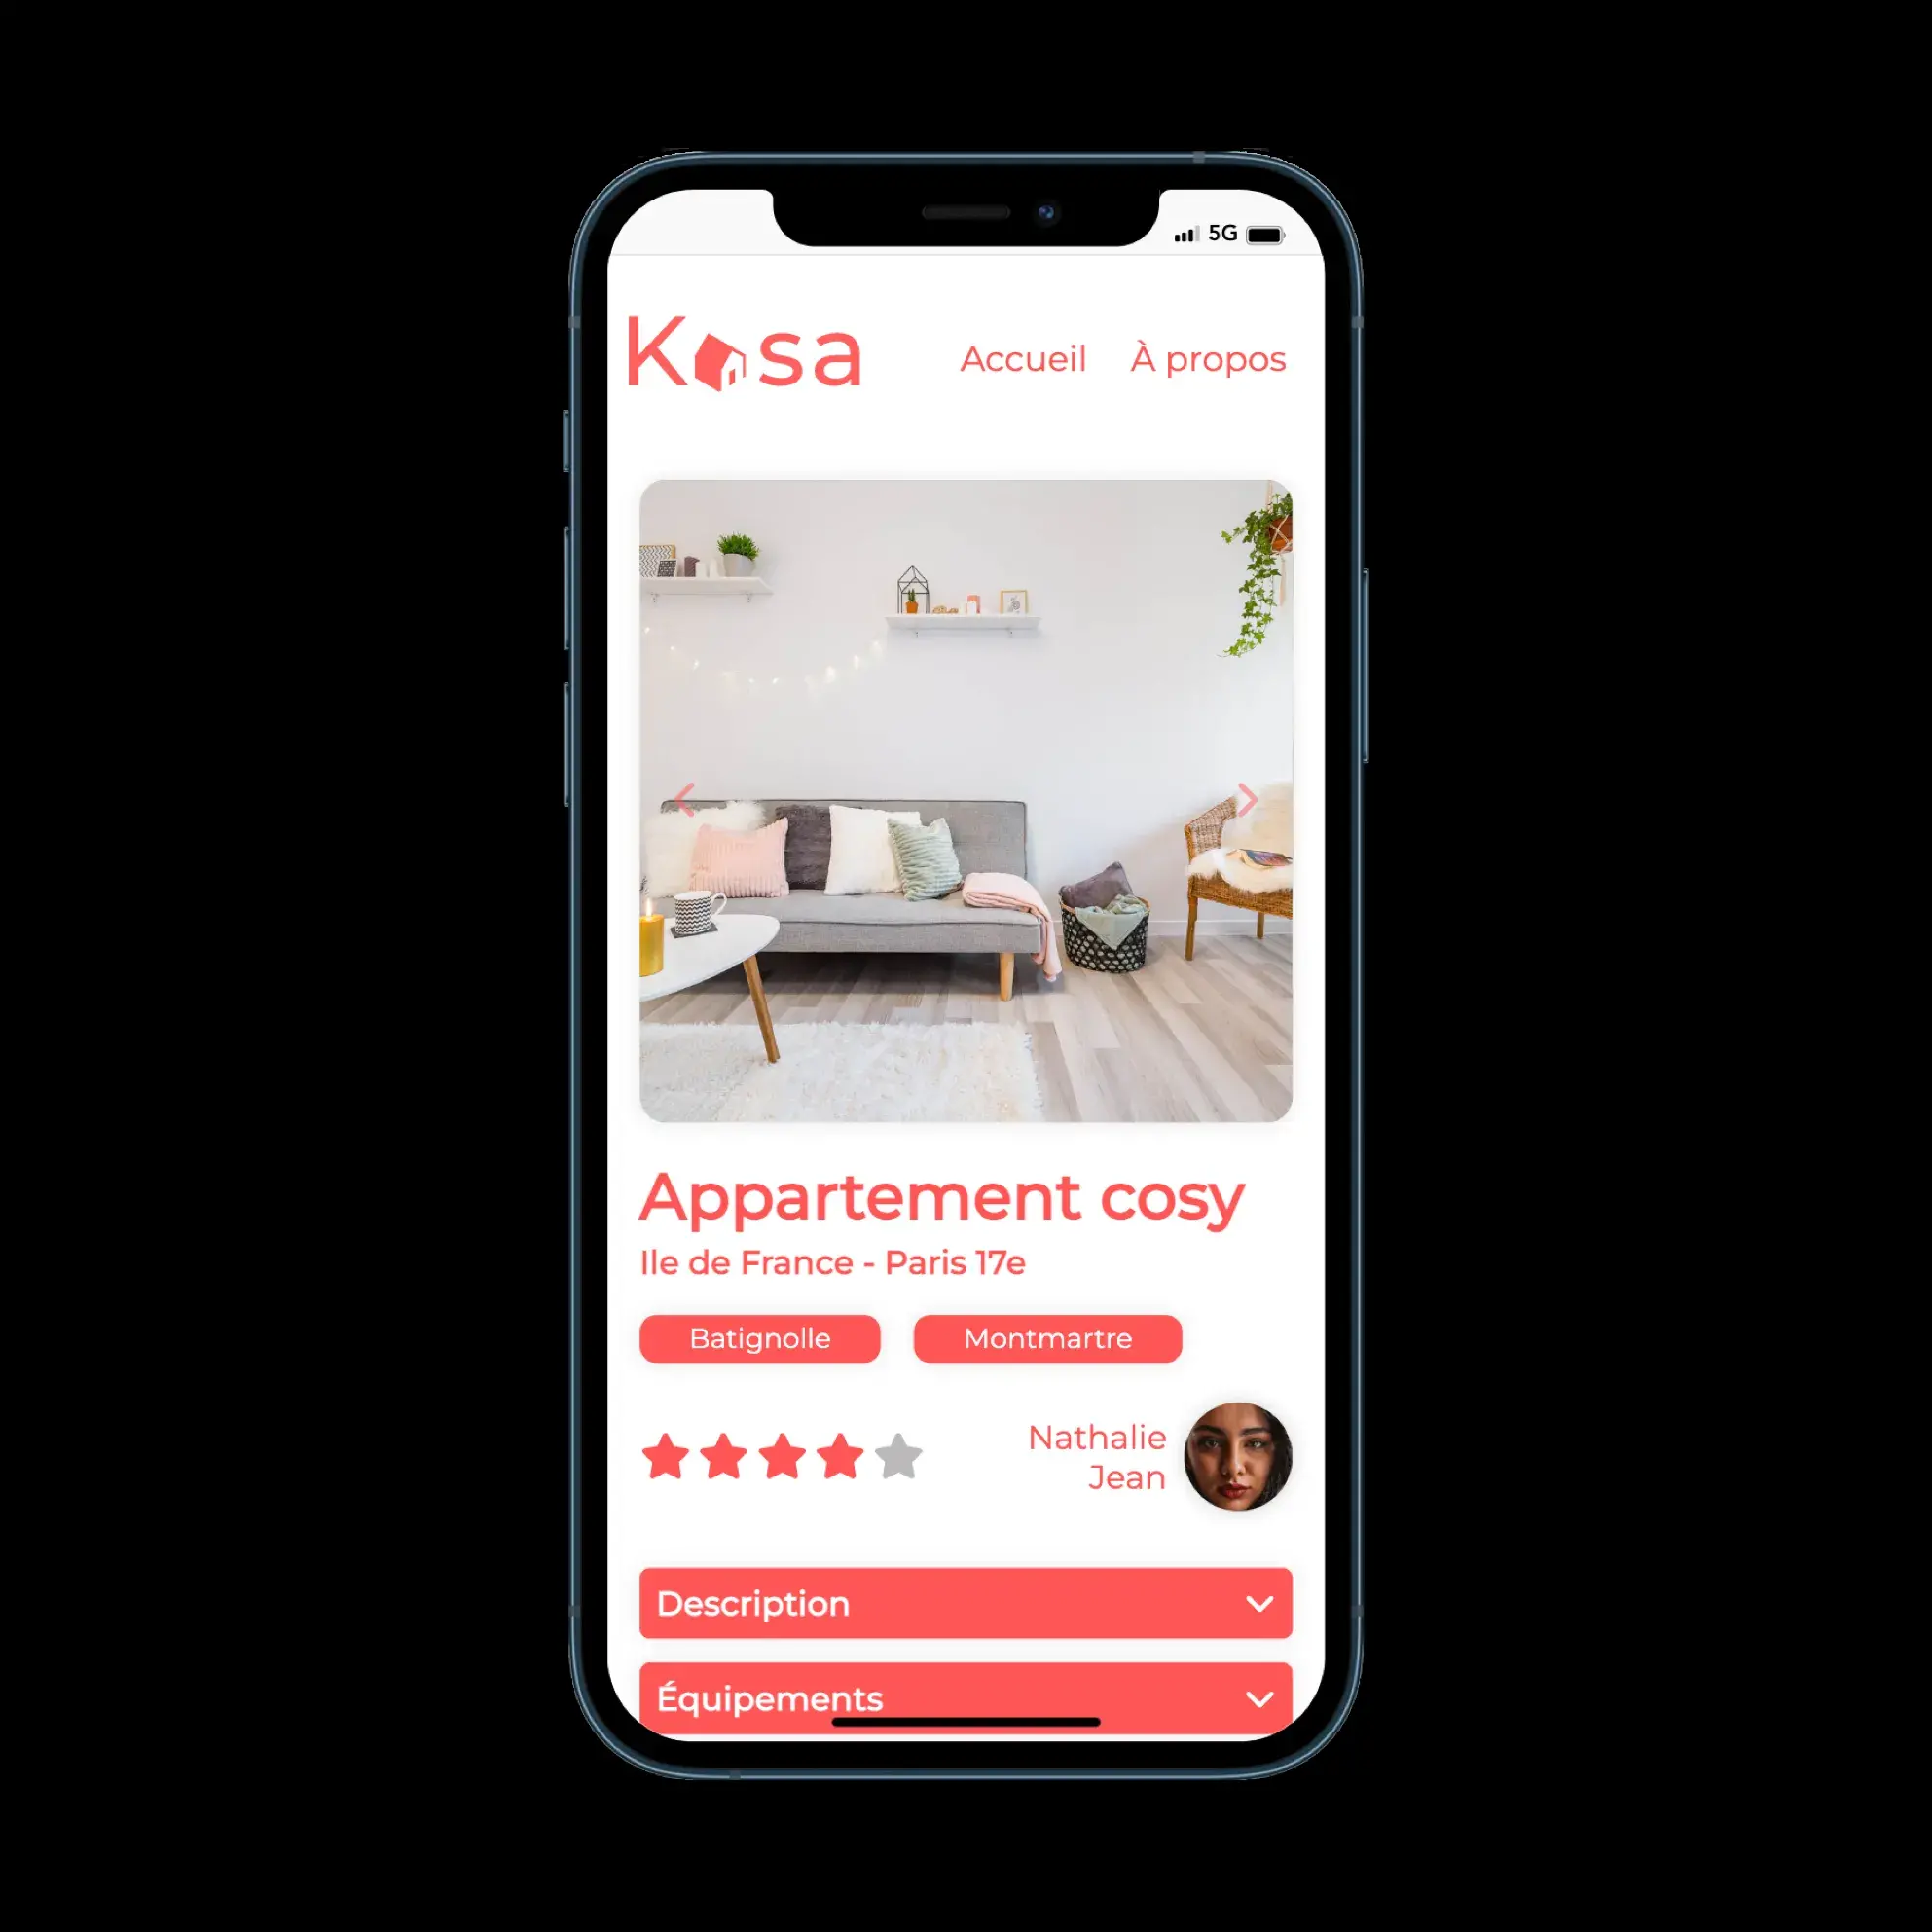 5G
Kasa
Accueil À propos
Appartement cosy
Ile de France - Paris 17e
Batignolle Montmartre
Nathalie
Jean
Description
Équipements